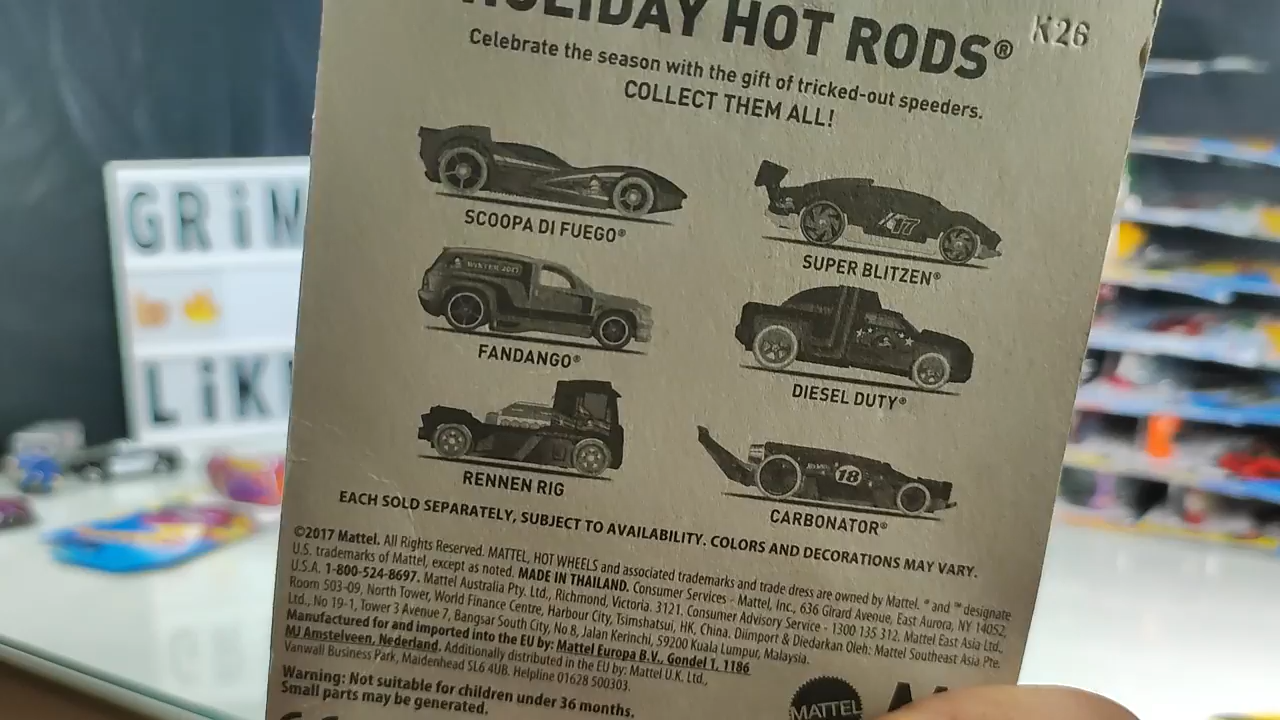 HOLIDAY HOT RODS®
K26
Celebrate the season with the gift of tricked-out speeders.
COLLECT THEM ALL!
GRiM
LiK
SCOOPA DI FUEGO®
17
SUPER BLITZEN®
WINTER 2017
FANDANGO®
DIESEL DUTY®
RENNEN RIG
18
CARBONATOR®
EACH SOLD SEPARATELY, SUBJECT TO AVAILABILITY. COLORS AND DECORATIONS MAY VARY.
©2017 Mattel. All Rights Reserved. MATTEL, HOT WHEELS and associated trademarks and trade dress are owned by Mattel. ® and ™ designate
U.S. trademarks of Mattel, except as noted. MADE IN THAILAND. Consumer Services - Mattel, Inc., 636 Girard Avenue, East Aurora, NY 14052,
U.S.A. 1-800-524-8697. Mattel Australia Pty. Ltd., Richmond, Victoria. 3121. Consumer Advisory Service - 1300 135 312. Mattel East Asia Ltd.,
Room 503-09, North Tower, World Finance Centre, Harbour City, Tsimshatsui, HK, China. Diimport & Diedarkan Oleh: Mattel Southeast Asia Pte.
Ltd., No 19-1, Tower 3 Avenue 7, Bangsar South City, No 8, Jalan Kerinchi, 59200 Kuala Lumpur, Malaysia.
Manufactured for and imported into the EU by: Mattel Europa B.V., Gondel 1, 1186
MJ Amstelveen, Nederland. Additionally distributed in the EU by: Mattel U.K. Ltd.,
Vanwall Business Park, Maidenhead SL6 4UB. Helpline 01628 500303.
Warning: Not suitable for children under 36 months.
Small parts may be generated.
MATTEL